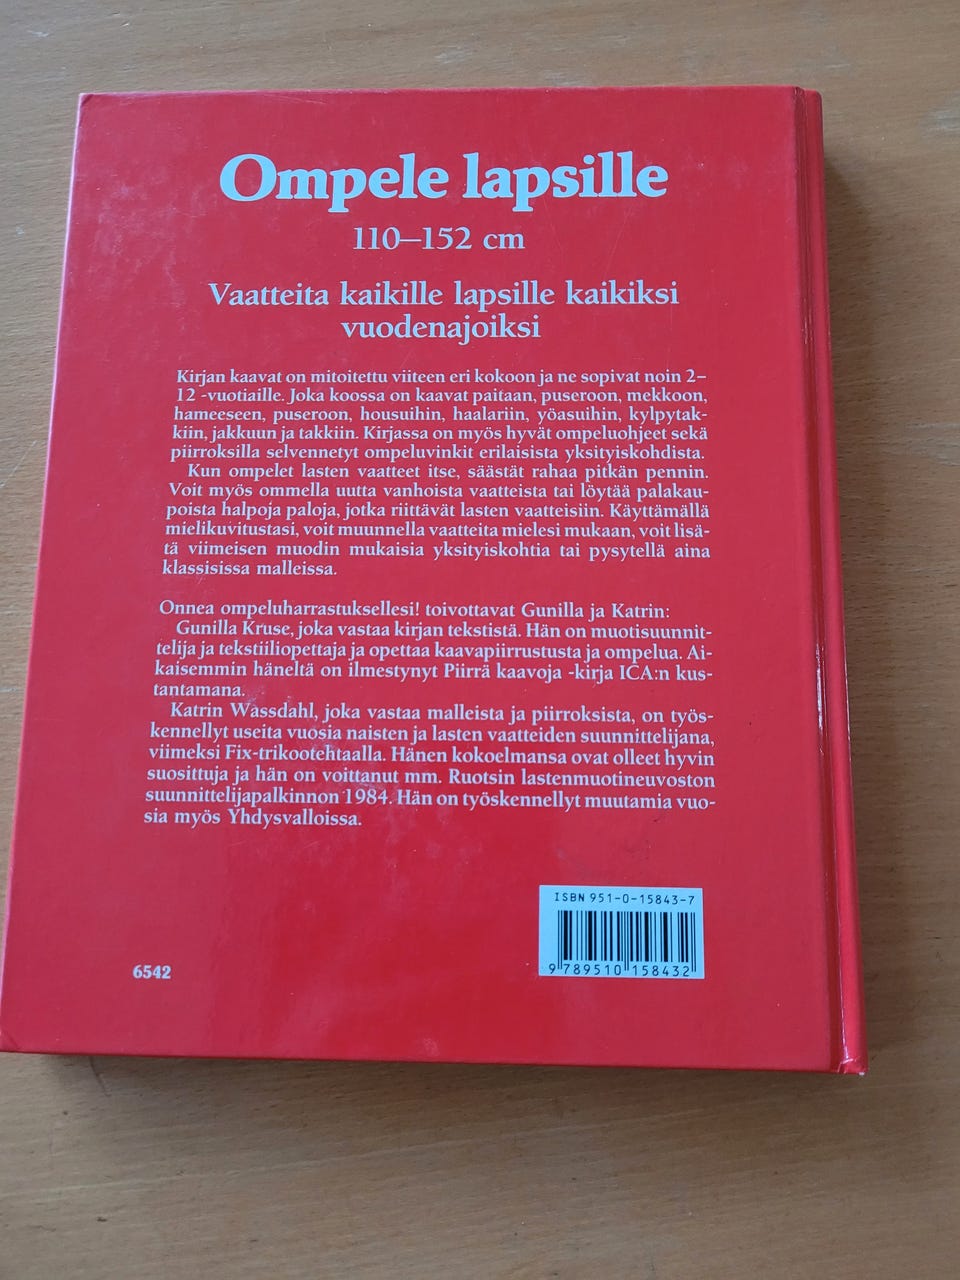 Ompele lapsille
110–152 cm
Vaatteita kaikille lapsille kaikiksi
vuodenajoiksi
Kirjan kaavat on mitoitettu viiteen eri kokoon ja ne sopivat noin 2–
12 -vuotiaille. Joka koossa on kaavat paitaan, puseroon, mekkoon,
hameeseen, puseroon, housuihin, haalariin, yöasuihin, kylpytak-
kiin, jakkuun ja takkiin. Kirjassa on myös hyvät ompeluohjeet sekä
piirroksilla selvennetyt ompeluvinkit erilaisista yksityiskohdista.
Kun ompelet lasten vaatteet itse, säästät rahaa pitkän pennin.
Voit myös ommella uutta vanhoista vaatteista tai löytää palakau-
poista halpoja paloja, jotka riittävät lasten vaatteisiin. Käyttämällä
mielikuvitustasi, voit muunnella vaatteita mielesi mukaan, voit lisä-
tä viimeisen muodin mukaisia yksityiskohtia tai pysytellä aina
klassisissa malleissa.
Onnea ompeluharrastuksellesi! toivottavat Gunilla ja Katrin:
Gunilla Kruse, joka vastaa kirjan tekstistä. Hän on muotisuunnit-
telija ja tekstiiliopettaja ja opettaa kaavapiirrustusta ja ompelua. Ai-
kaisemmin häneltä on ilmestynyt Piirrä kaavoja -kirja ICA:n kus-
tantamana.
Katrin Wassdahl, joka vastaa malleista ja piirroksista, on työs-
kennellyt useita vuosia naisten ja lasten vaatteiden suunnittelijana,
viimeksi Fix-trikootehtaalla. Hänen kokoelmansa ovat olleet hyvin
suosittuja ja hän on voittanut mm. Ruotsin lastenmuotineuvoston
suunnittelijapalkinnon 1984. Hän on työskennellyt muutamia vuo-
sia myös Yhdysvalloissa.
ISBN 951-0-15843-7
9 789510 158432
6542